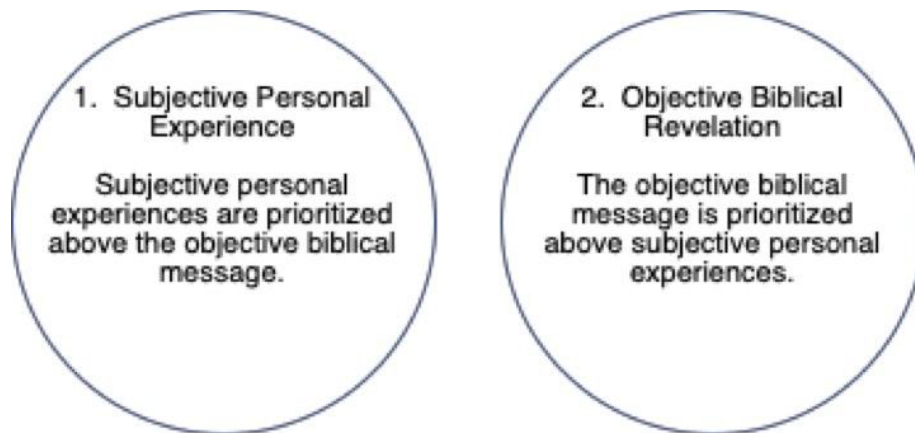 1. Subjective Personal
Experience
Subjective personal
experiences are prioritized
above the objective biblical
message.
2. Objective Biblical
Revelation
The objective biblical
message is prioritized
above subjective personal
experiences.